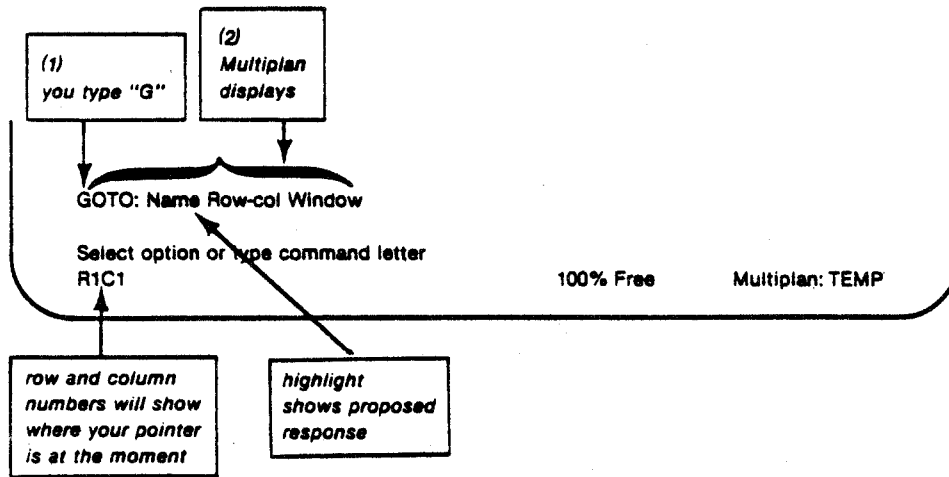 (1)
you type "G"
(2)
Multiplan
displays
GOTO: Name Row-col Window
Select option or type command letter
R1C1 100% Free Multiplan: TEMP
row and column
numbers will show
where your pointer
is at the moment
highlight
shows proposed
response